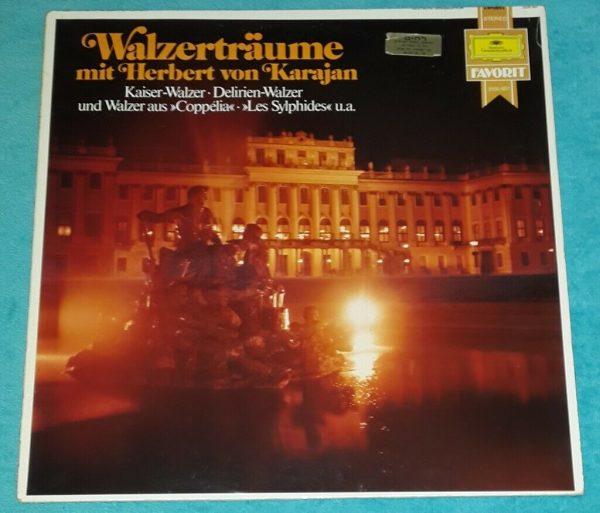 Walzerträume
mit Herbert von Karajan
Kaiser-Walzer · Delirien-Walzer
und Walzer aus »Coppélia« · »Les Sylphides« u.a.
STEREO
FAVORIT